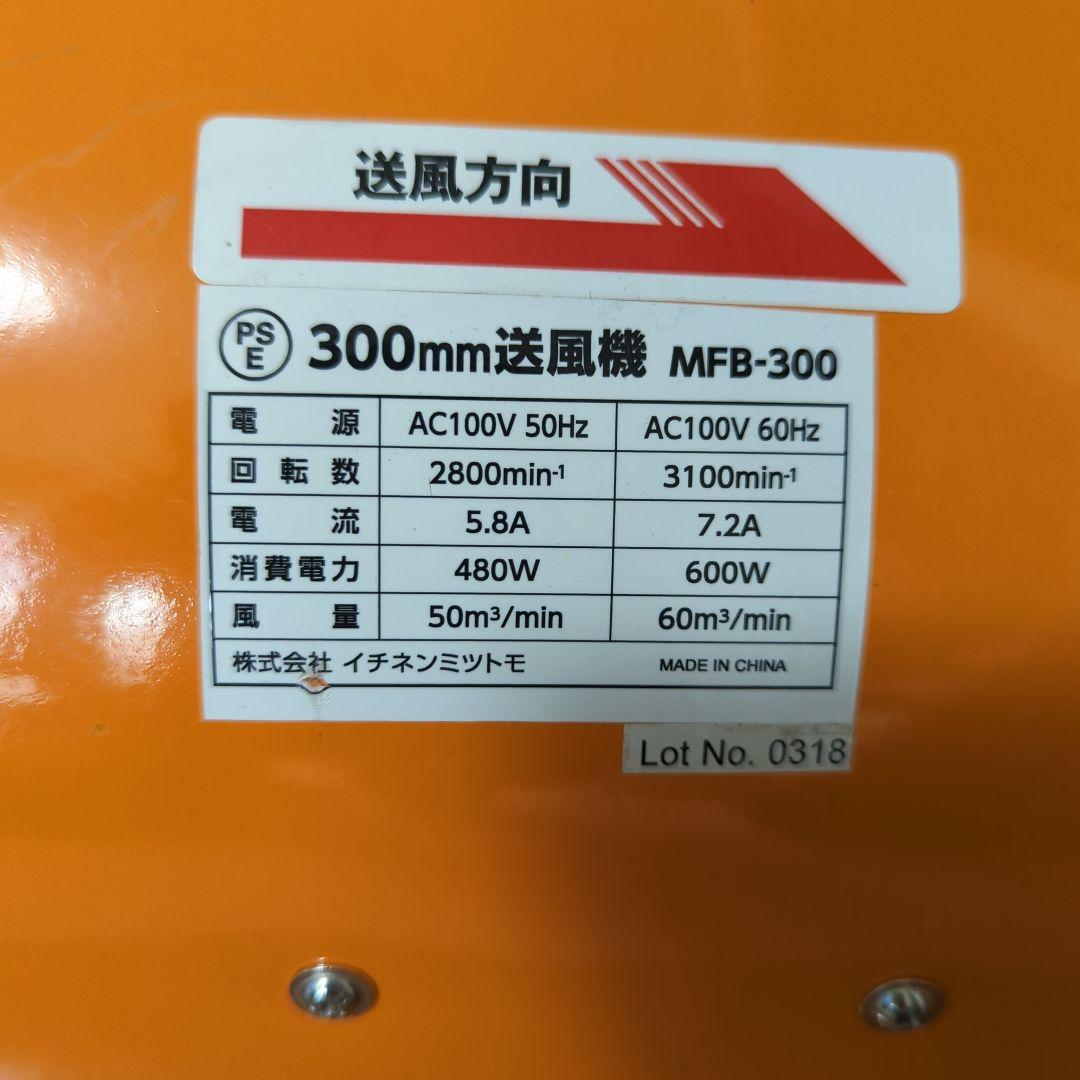 送風方向
PSE 300mm送風機 MFB-300
電源 AC100V 50Hz AC100V 60Hz
回転数 2800min-1 3100min-1
電流 5.8A 7.2A
消費電力 480W 600W
風量 50m³/min 60m³/min
株式会社 イチネンミツトモ MADE IN CHINA
Lot No. 0318